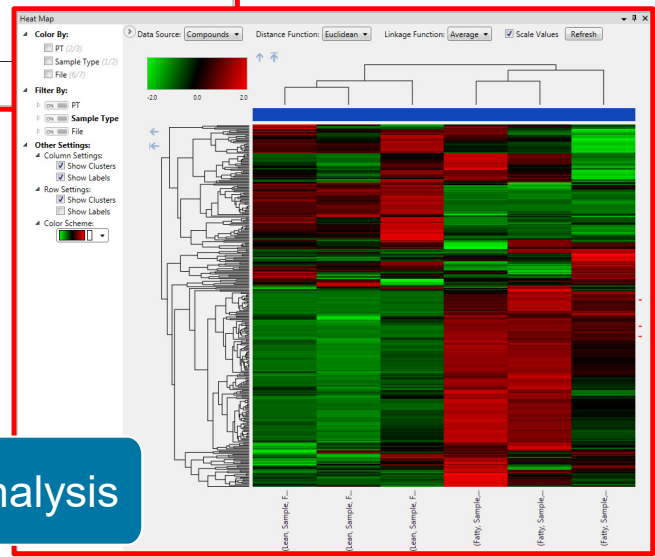 Heat Map
Color By:
PT (2/3)
Sample Type (1/2)
File (6/7)
Filter By:
ON PT
ON Sample Type
ON File
Other Settings:
Column Settings:
Show Clusters
Show Labels
Row Settings:
Show Clusters
Show Labels
Color Scheme:
Data Source: Compounds Distance Function: Euclidean Linkage Function: Average Scale Values Refresh
-2.0 0.0 2.0
(Lean, Sample, F...
(Lean, Sample, F...
(Lean, Sample, F...
(Fatty, Sample,...
(Fatty, Sample,...
(Fatty, Sample,...
nalysis